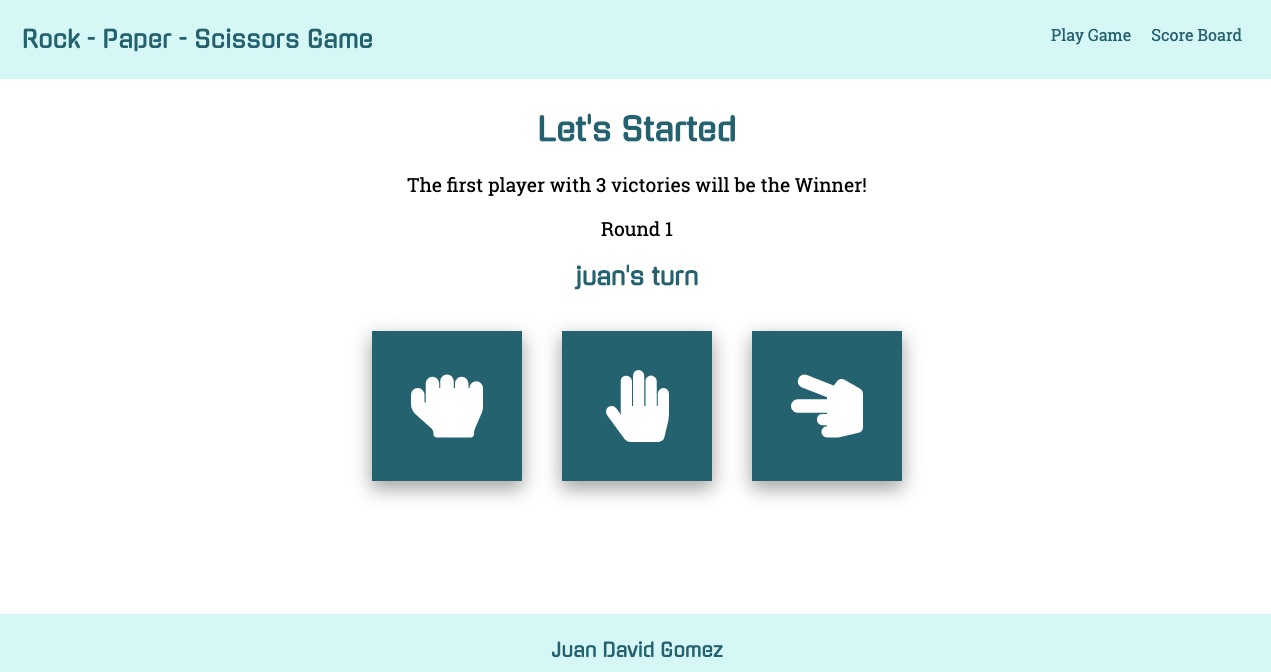 Rock - Paper - Scissors Game
Play Game Score Board
Let's Started
The first player with 3 victories will be the Winner!
Round 1
juan's turn
Juan David Gomez